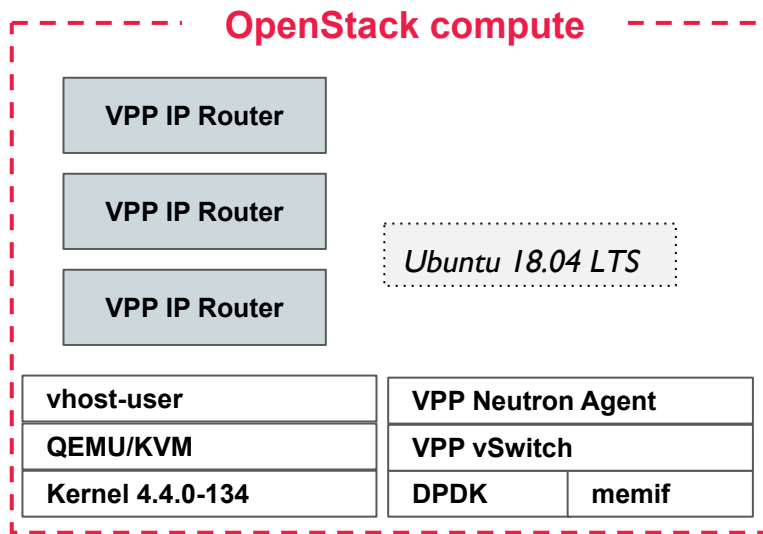 OpenStack compute
VPP IP Router
VPP IP Router
Ubuntu 18.04 LTS
VPP IP Router
vhost-user
VPP Neutron Agent
QEMU/KVM
VPP vSwitch
Kernel 4.4.0-134
DPDK
memif